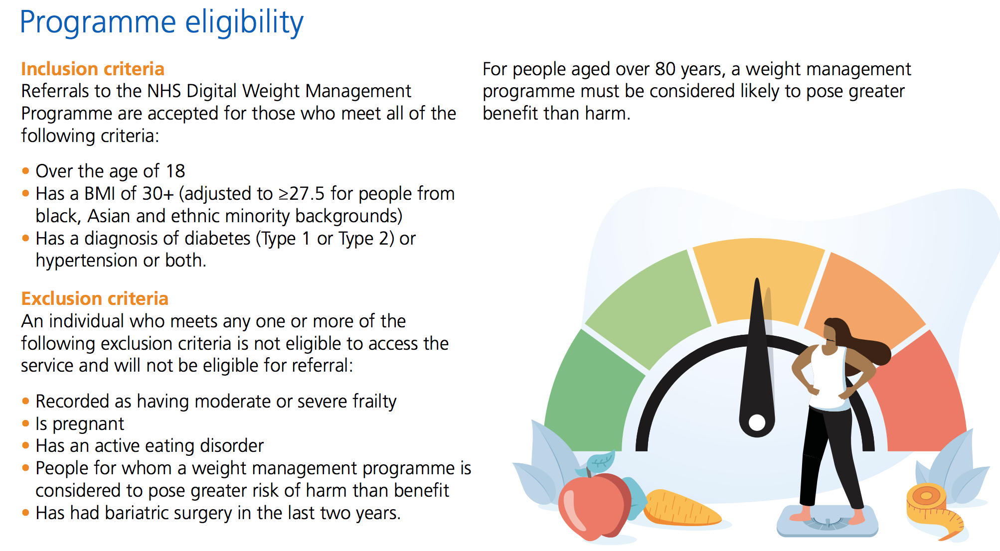 Programme eligibility
Inclusion criteria
Referrals to the NHS Digital Weight Management
Programme are accepted for those who meet all of the
following criteria:
• Over the age of 18
• Has a BMI of 30+ (adjusted to ≥27.5 for people from
black, Asian and ethnic minority backgrounds)
• Has a diagnosis of diabetes (Type 1 or Type 2) or
hypertension or both.
Exclusion criteria
An individual who meets any one or more of the
following exclusion criteria is not eligible to access the
service and will not be eligible for referral:
• Recorded as having moderate or severe frailty
• Is pregnant
• Has an active eating disorder
• People for whom a weight management programme is
considered to pose greater risk of harm than benefit
• Has had bariatric surgery in the last two years.
For people aged over 80 years, a weight management
programme must be considered likely to pose greater
benefit than harm.